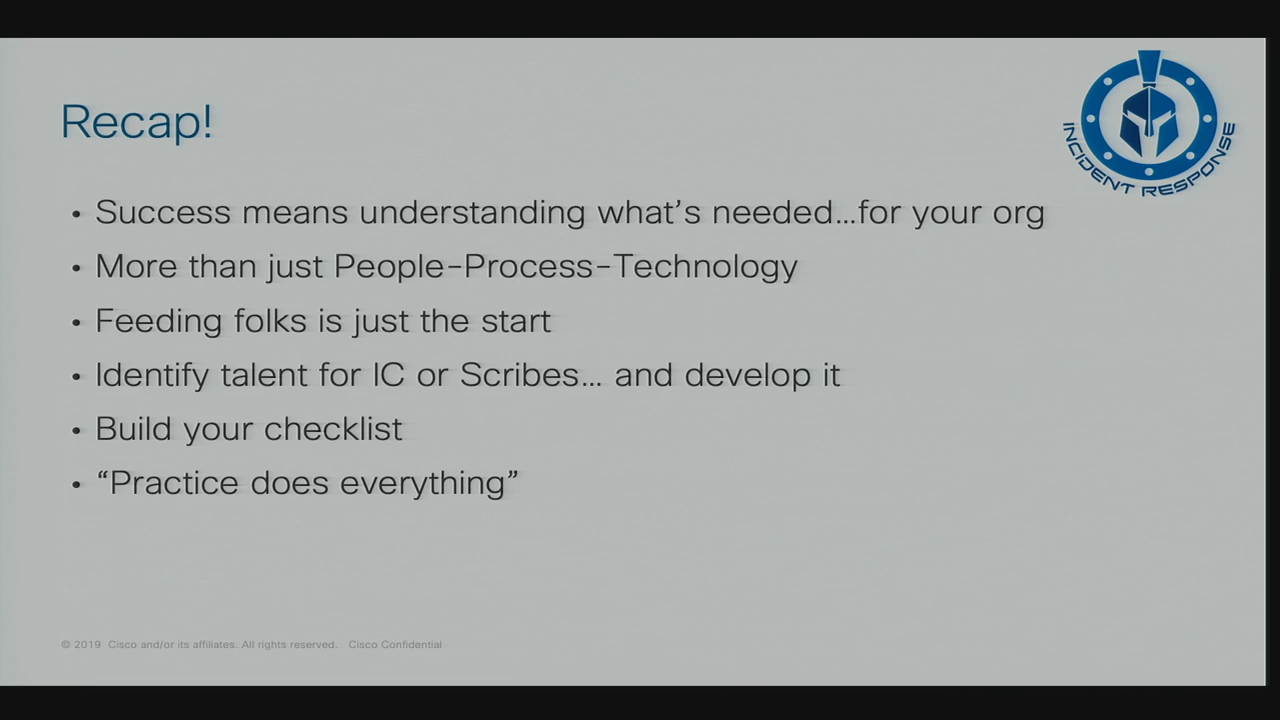 Recap!
INCIDENT RESPONSE
• Success means understanding what’s needed...for your org
• More than just People-Process-Technology
• Feeding folks is just the start
• Identify talent for IC or Scribes... and develop it
• Build your checklist
• “Practice does everything”
© 2019 Cisco and/or its affiliates. All rights reserved. Cisco Confidential